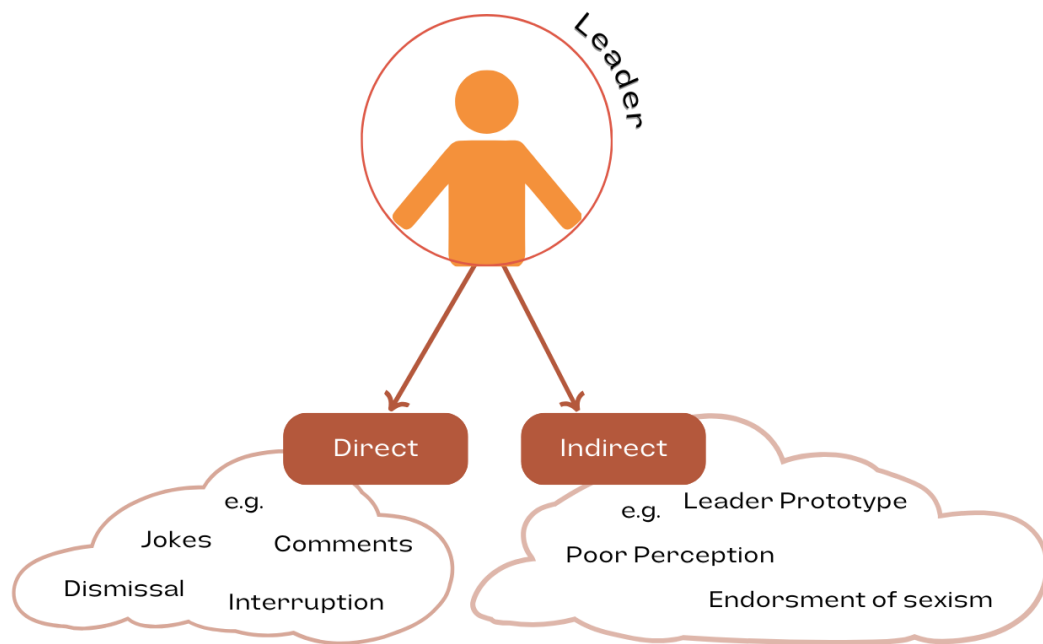 Leader
Direct
Indirect
e.g.
Jokes
Comments
Dismissal
Interruption
e.g.
Leader Prototype
Poor Perception
Endorsment of sexism